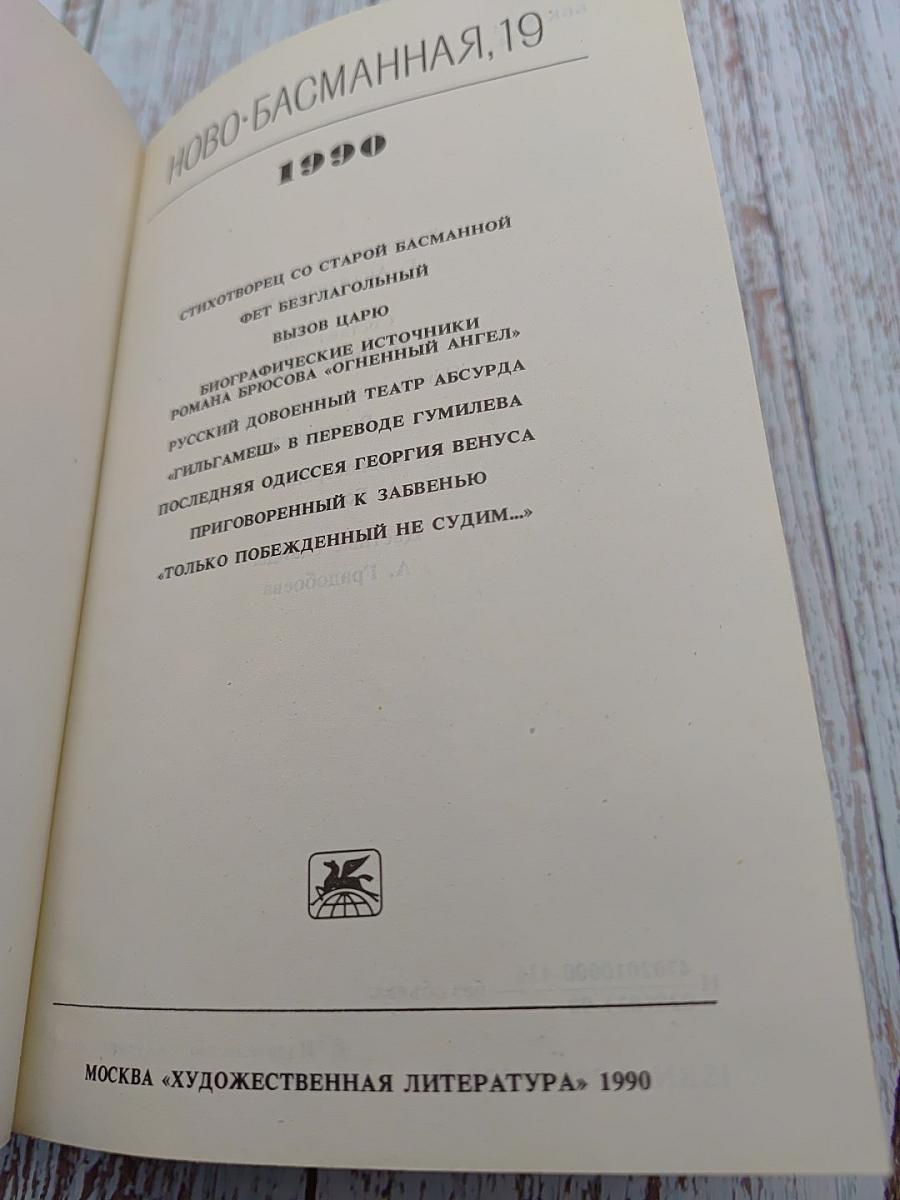 НОВО·БАСМАННАЯ, 19
1990
СТИХОТВОРЕЦ СО СТАРОЙ БАСМАННОЙ
ФЕТ БЕЗГЛАГОЛЬНЫЙ
ВЫЗОВ ЦАРЮ
БИОГРАФИЧЕСКИЕ ИСТОЧНИКИ
РОМАНА БРЮСОВА «ОГНЕННЫЙ АНГЕЛ»
РУССКИЙ ДОВОЕННЫЙ ТЕАТР АБСУРДА
«ГИЛЬГАМЕШ» В ПЕРЕВОДЕ ГУМИЛЕВА
ПОСЛЕДНЯЯ ОДИССЕЯ ГЕОРГИЯ ВЕНУСА
ПРИГОВОРЕННЫЙ К ЗАБВЕНЬЮ
«ТОЛЬКО ПОБЕЖДЕННЫЙ НЕ СУДИМ...»
А. Градобоева
МОСКВА «ХУДОЖЕСТВЕННАЯ ЛИТЕРАТУРА» 1990